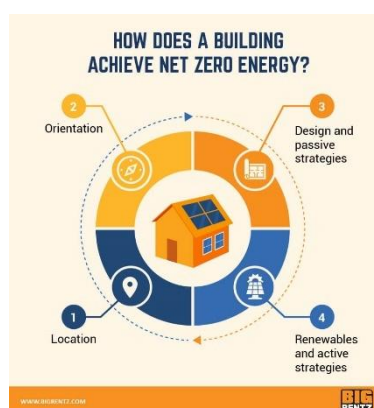 HOW DOES A BUILDING
ACHIEVE NET ZERO ENERGY?
2
Orientation
3
Design and
passive
strategies
1
Location
4
Renewables
and active
strategies
WWW.BIGRENTZ.COM
BIG
RENTZ